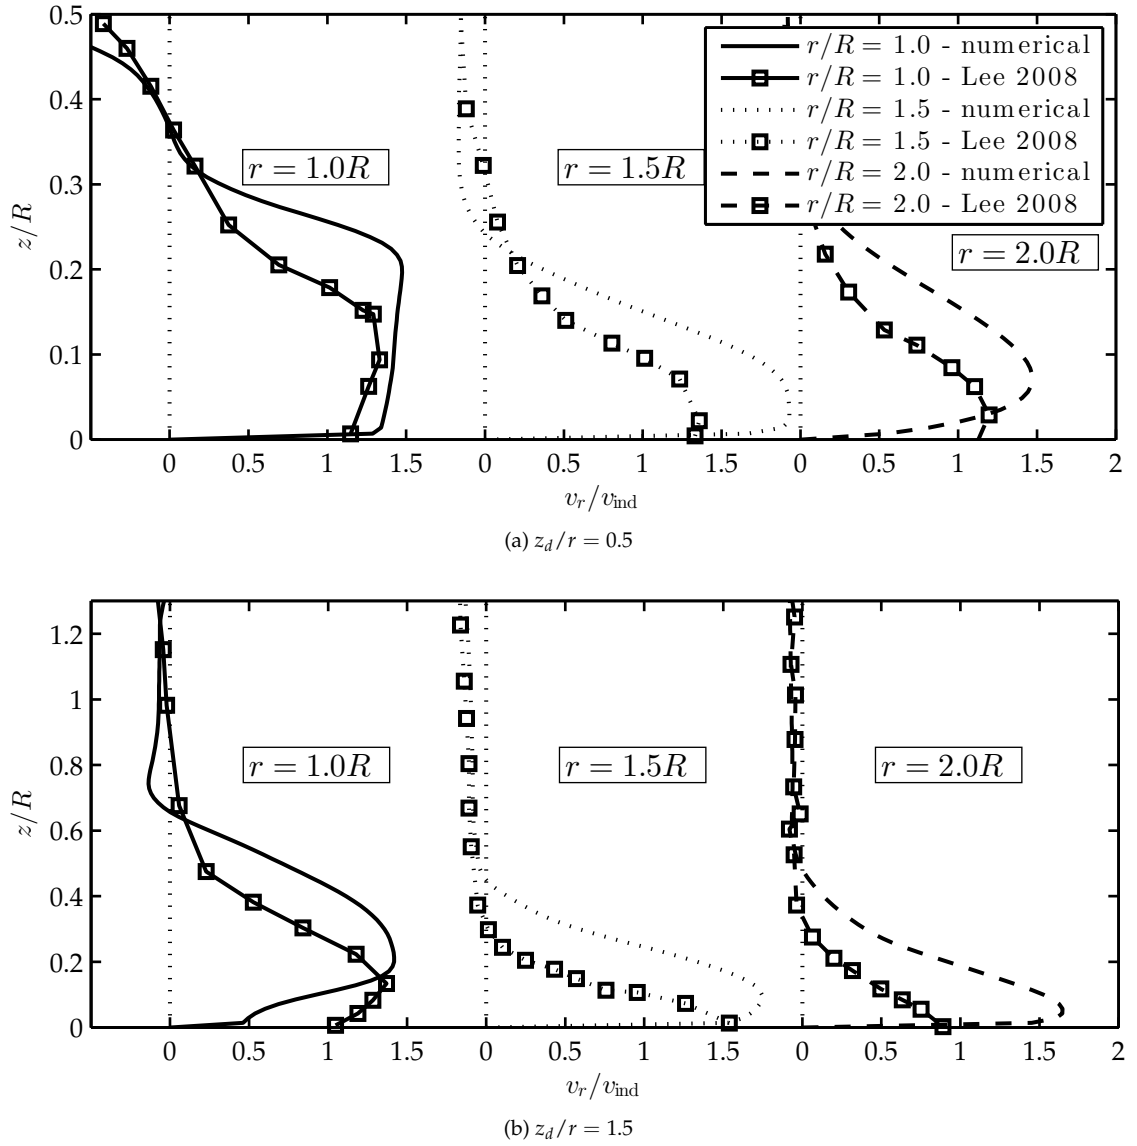 0.5
0.4
0.3
0.2
0.1
0
z/R
r/R = 1.0 - numerical
r/R = 1.0 - Lee 2008
r/R = 1.5 - numerical
r/R = 1.5 - Lee 2008
r/R = 2.0 - numerical
r/R = 2.0 - Lee 2008
r = 1.0R
r = 1.5R
r = 2.0R
0 0.5 1 1.5 0 0.5 1 1.5 0 0.5 1 1.5 2
v_r/v_ind
(a) z_d/r = 0.5
1.2
1
0.8
0.6
0.4
0.2
0
z/R
r = 1.0R
r = 1.5R
r = 2.0R
0 0.5 1 1.5 0 0.5 1 1.5 0 0.5 1 1.5 2
v_r/v_ind
(b) z_d/r = 1.5